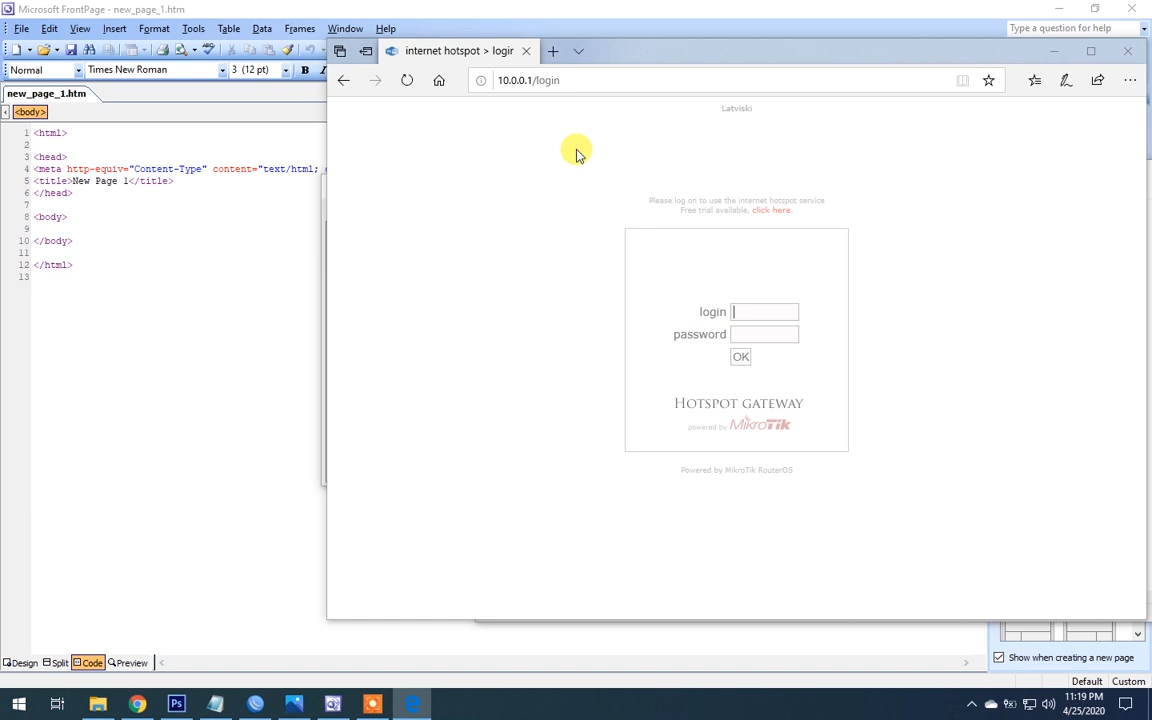 Microsoft FrontPage - new_page_1.htm
File Edit View Insert Format Tools Table Data Frames Window Help
Type a question for help
Normal Times New Roman 3 (12 pt) B I
new_page_1.htm
<body>
1 <html>
2
3 <head>
4 <meta http-equiv="Content-Type" content="text/html;
5 <title>New Page 1</title>
6 </head>
7
8 <body>
9
10 </body>
11
12 </html>
13
internet hotspot > login
10.0.0.1/login
Latviski
Please log on to use the internet hotspot service
Free trial available, click here.
login
password
OK
HOTSPOT GATEWAY
powered by MikroTik
Powered by MikroTik RouterOS
Design Split Code Preview
Show when creating a new page
Default Custom
Ps
11:19 PM
4/25/2020